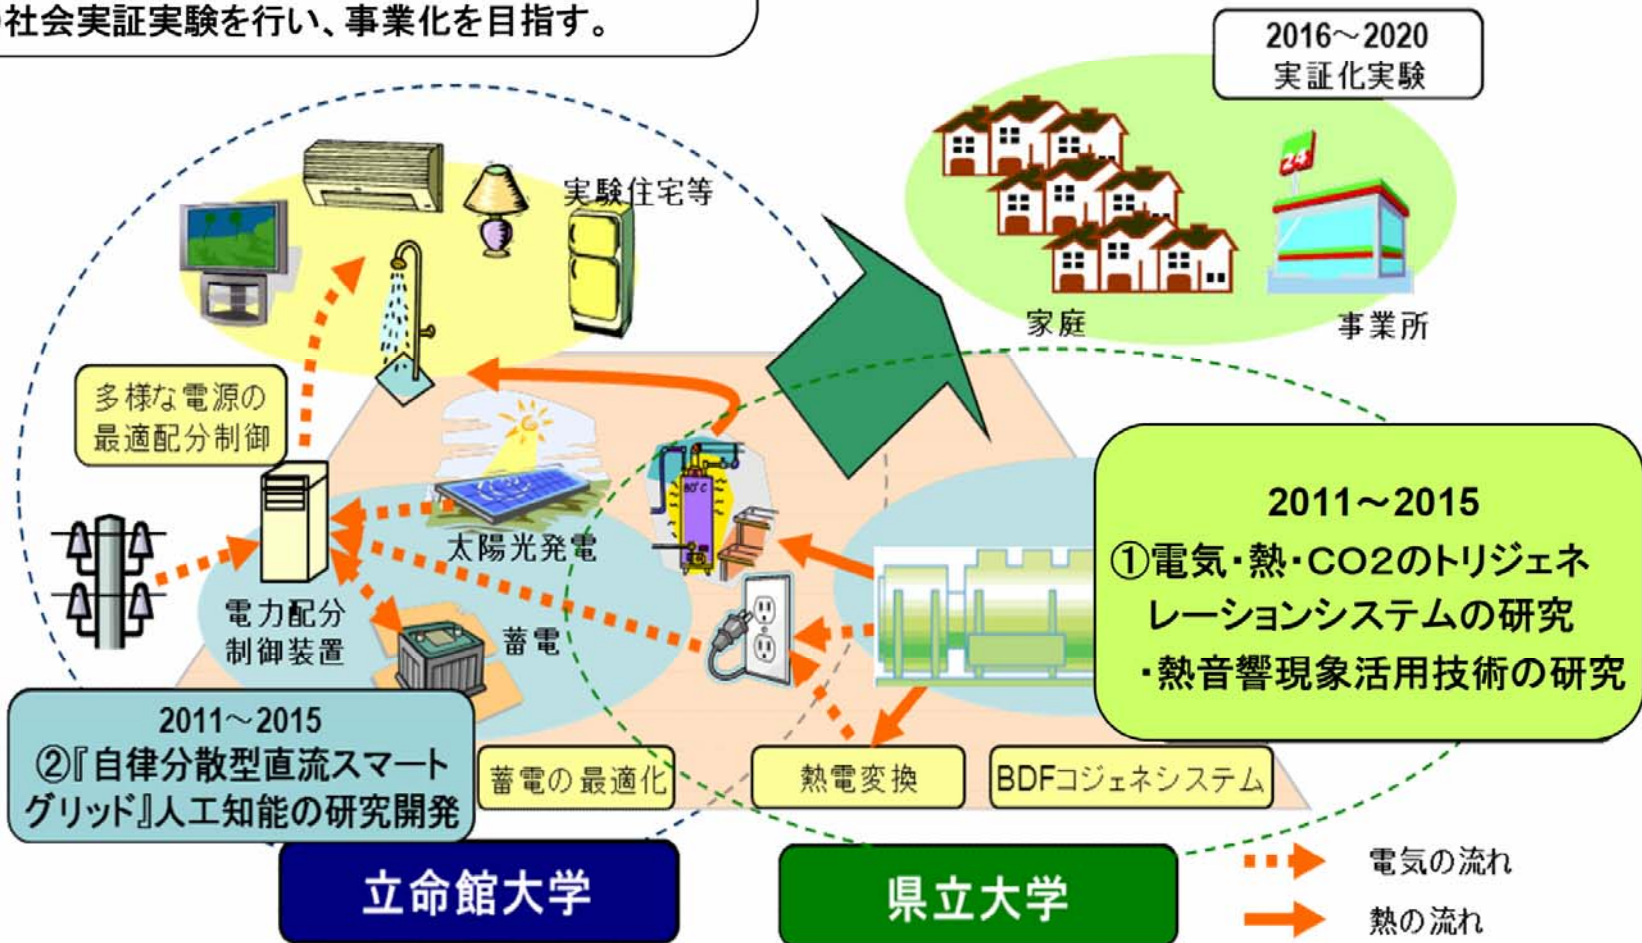 社会実証実験を行い、事業化を目指す。
2016～2020
実証化実験
24
実験住宅等
家庭
事業所
多様な電源の
最適配分制御
80°C
太陽光発電
電力配分
制御装置
蓄電
2011～2015
①電気・熱・CO2のトリジェネ
レーションシステムの研究
・熱音響現象活用技術の研究
2011～2015
②『自律分散型直流スマート
グリッド』人工知能の研究開発
蓄電の最適化
熱電変換
BDFコジェネシステム
立命館大学
県立大学
電気の流れ
熱の流れ